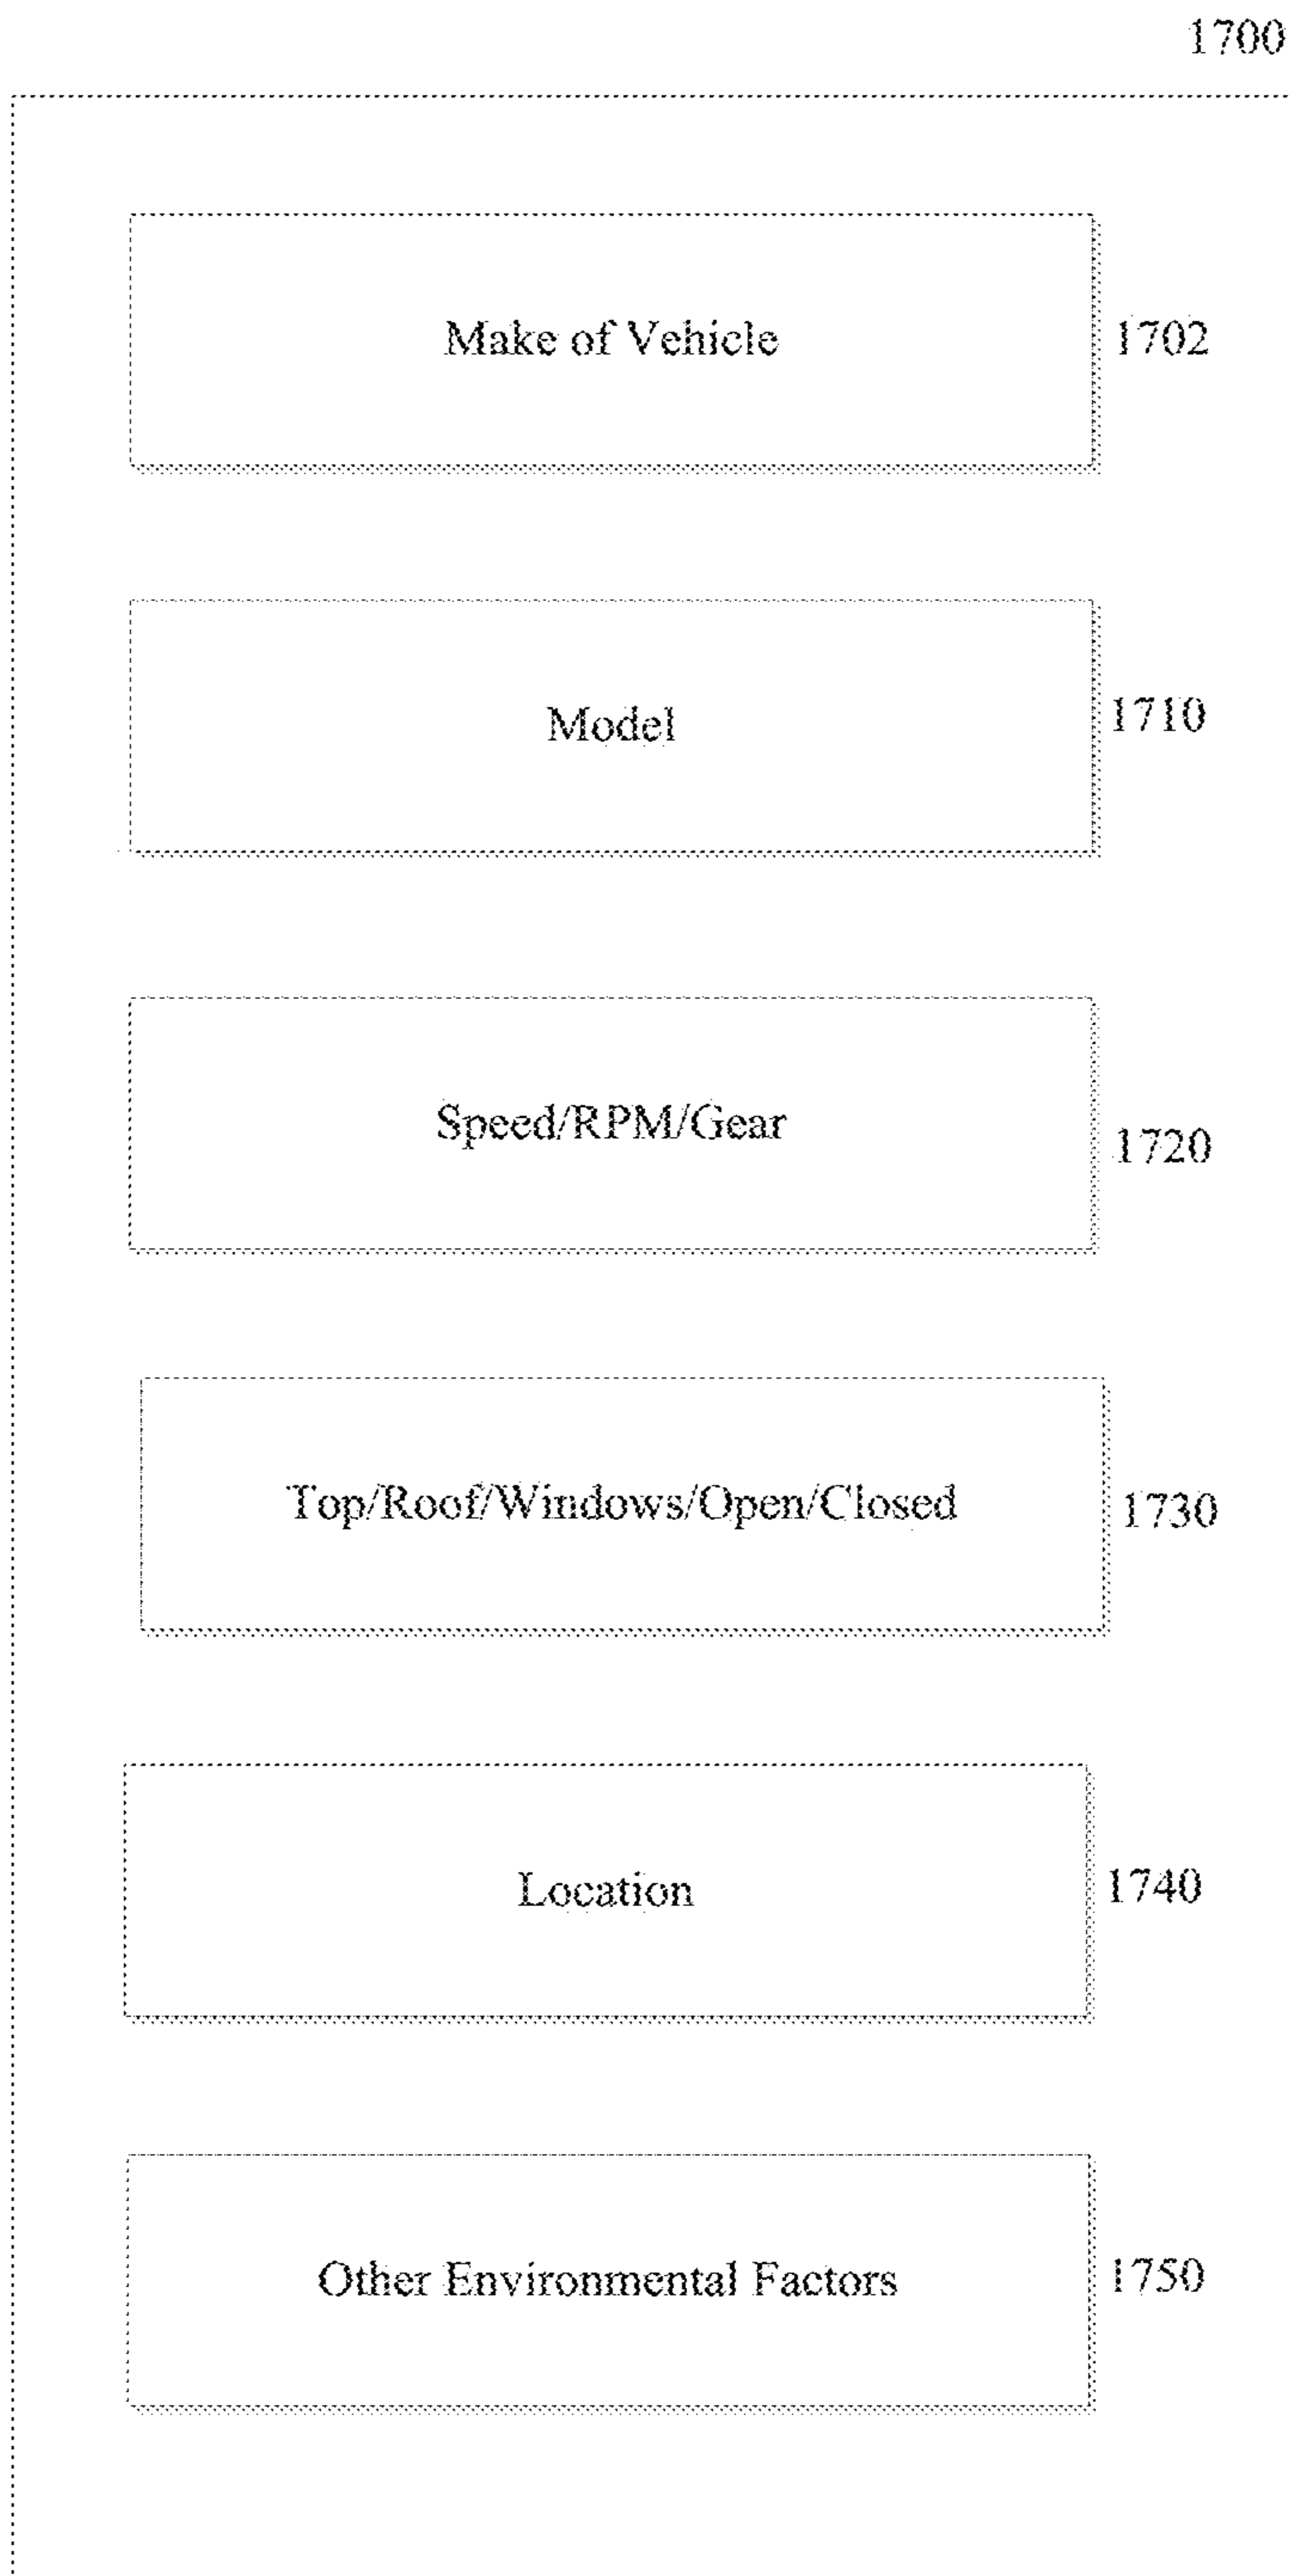 1700
Make of Vehicle 1702
Model 1710
Speed/RPM/Gear 1720
Top/Roof/Windows/Open/Closed 1730
Location 1740
Other Environmental Factors 1750